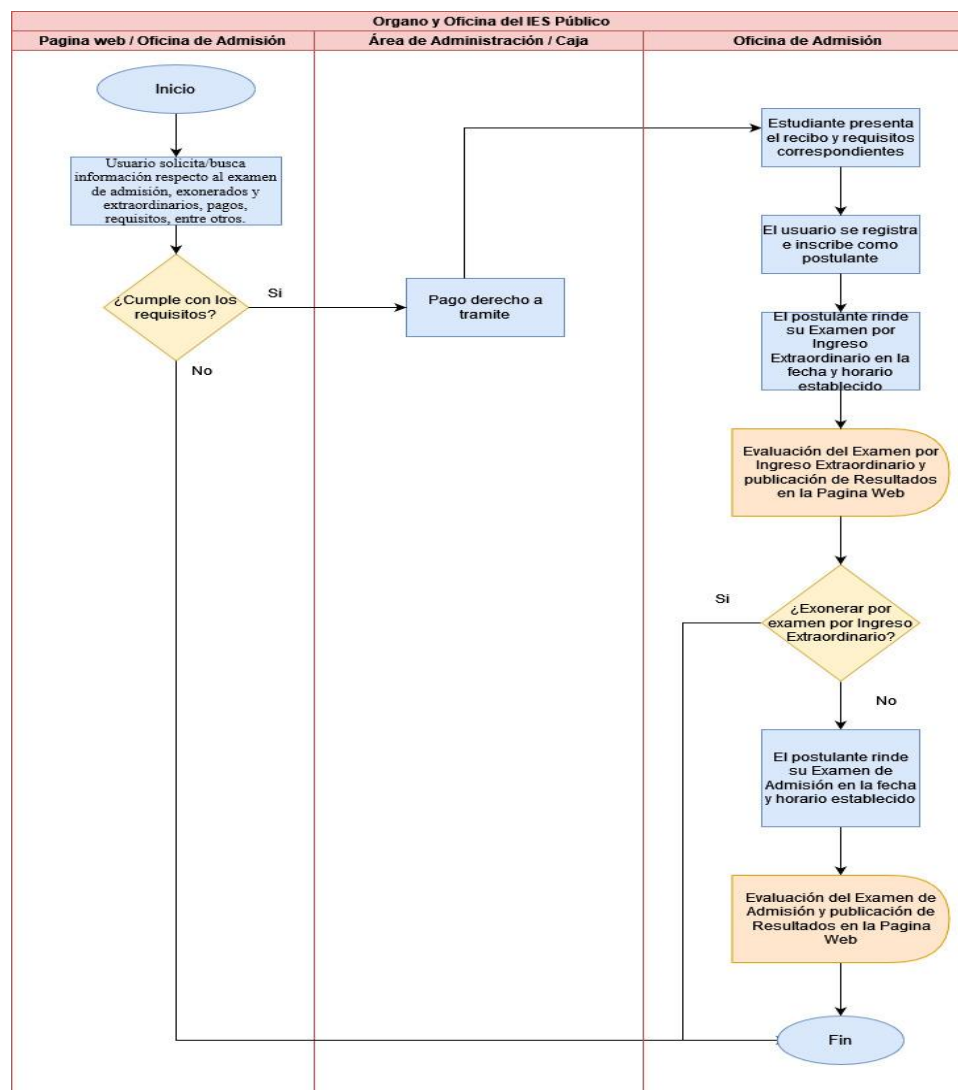 Organo y Oficina del IES Público
Pagina web / Oficina de Admisión
Área de Administración / Caja
Oficina de Admisión
Inicio
Usuario solicita/busca
información respecto al examen
de admisión, exonerados y
extraordinarios, pagos,
requisitos, entre otros.
¿Cumple con los
requisitos?
Si
No
Pago derecho a
tramite
Estudiante presenta
el recibo y requisitos
correspondientes
El usuario se registra
e inscribe como
postulante
El postulante rinde
su Examen por
Ingreso
Extraordinario en la
fecha y horario
establecido
Evaluación del Examen por
Ingreso Extraordinario y
publicación de Resultados
en la Pagina Web
Si
¿Exonerar por
examen por Ingreso
Extraordinario?
No
El postulante rinde
su Examen de
Admisión en la fecha
y horario establecido
Evaluación del Examen de
Admisión y publicación de
Resultados en la Pagina
Web
Fin